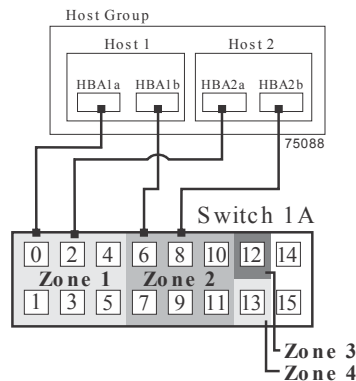 Host Group
Host 1 Host 2
HBA1a HBA1b HBA2a HBA2b
75088
Switch 1A
0 2 4 6 8 10 12 14
Zone 1 Zone 2
1 3 5 7 9 11 13 15
Zone 3
Zone 4